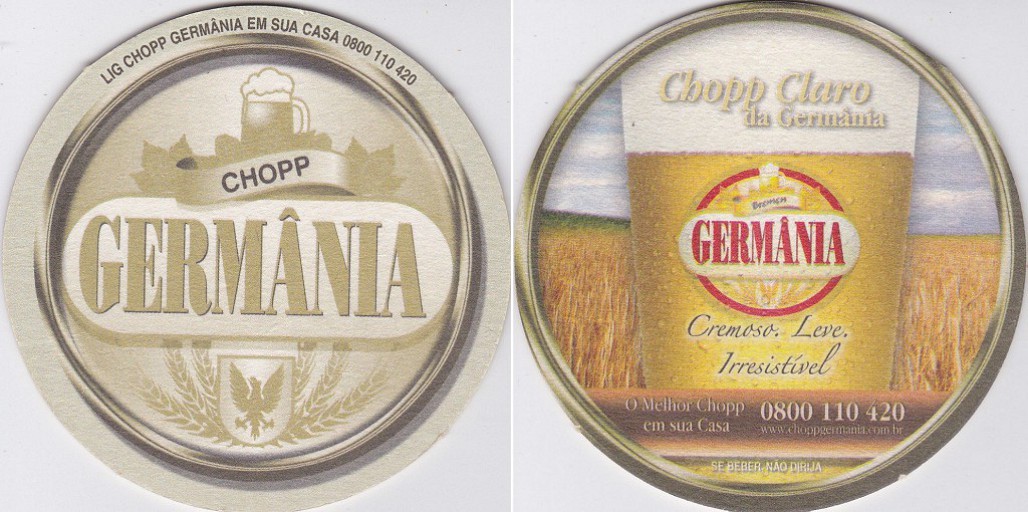 LIG CHOPP GERMÂNIA EM SUA CASA 0800 110 420
CHOPP
GERMÂNIA
Chopp Claro
da Germânia
Bremen
GERMÂNIA
Cremoso. Leve.
Irresistível
O Melhor Chopp
em sua Casa
0800 110 420
www.choppgermania.com.br
SE BEBER, NÃO DIRIJA